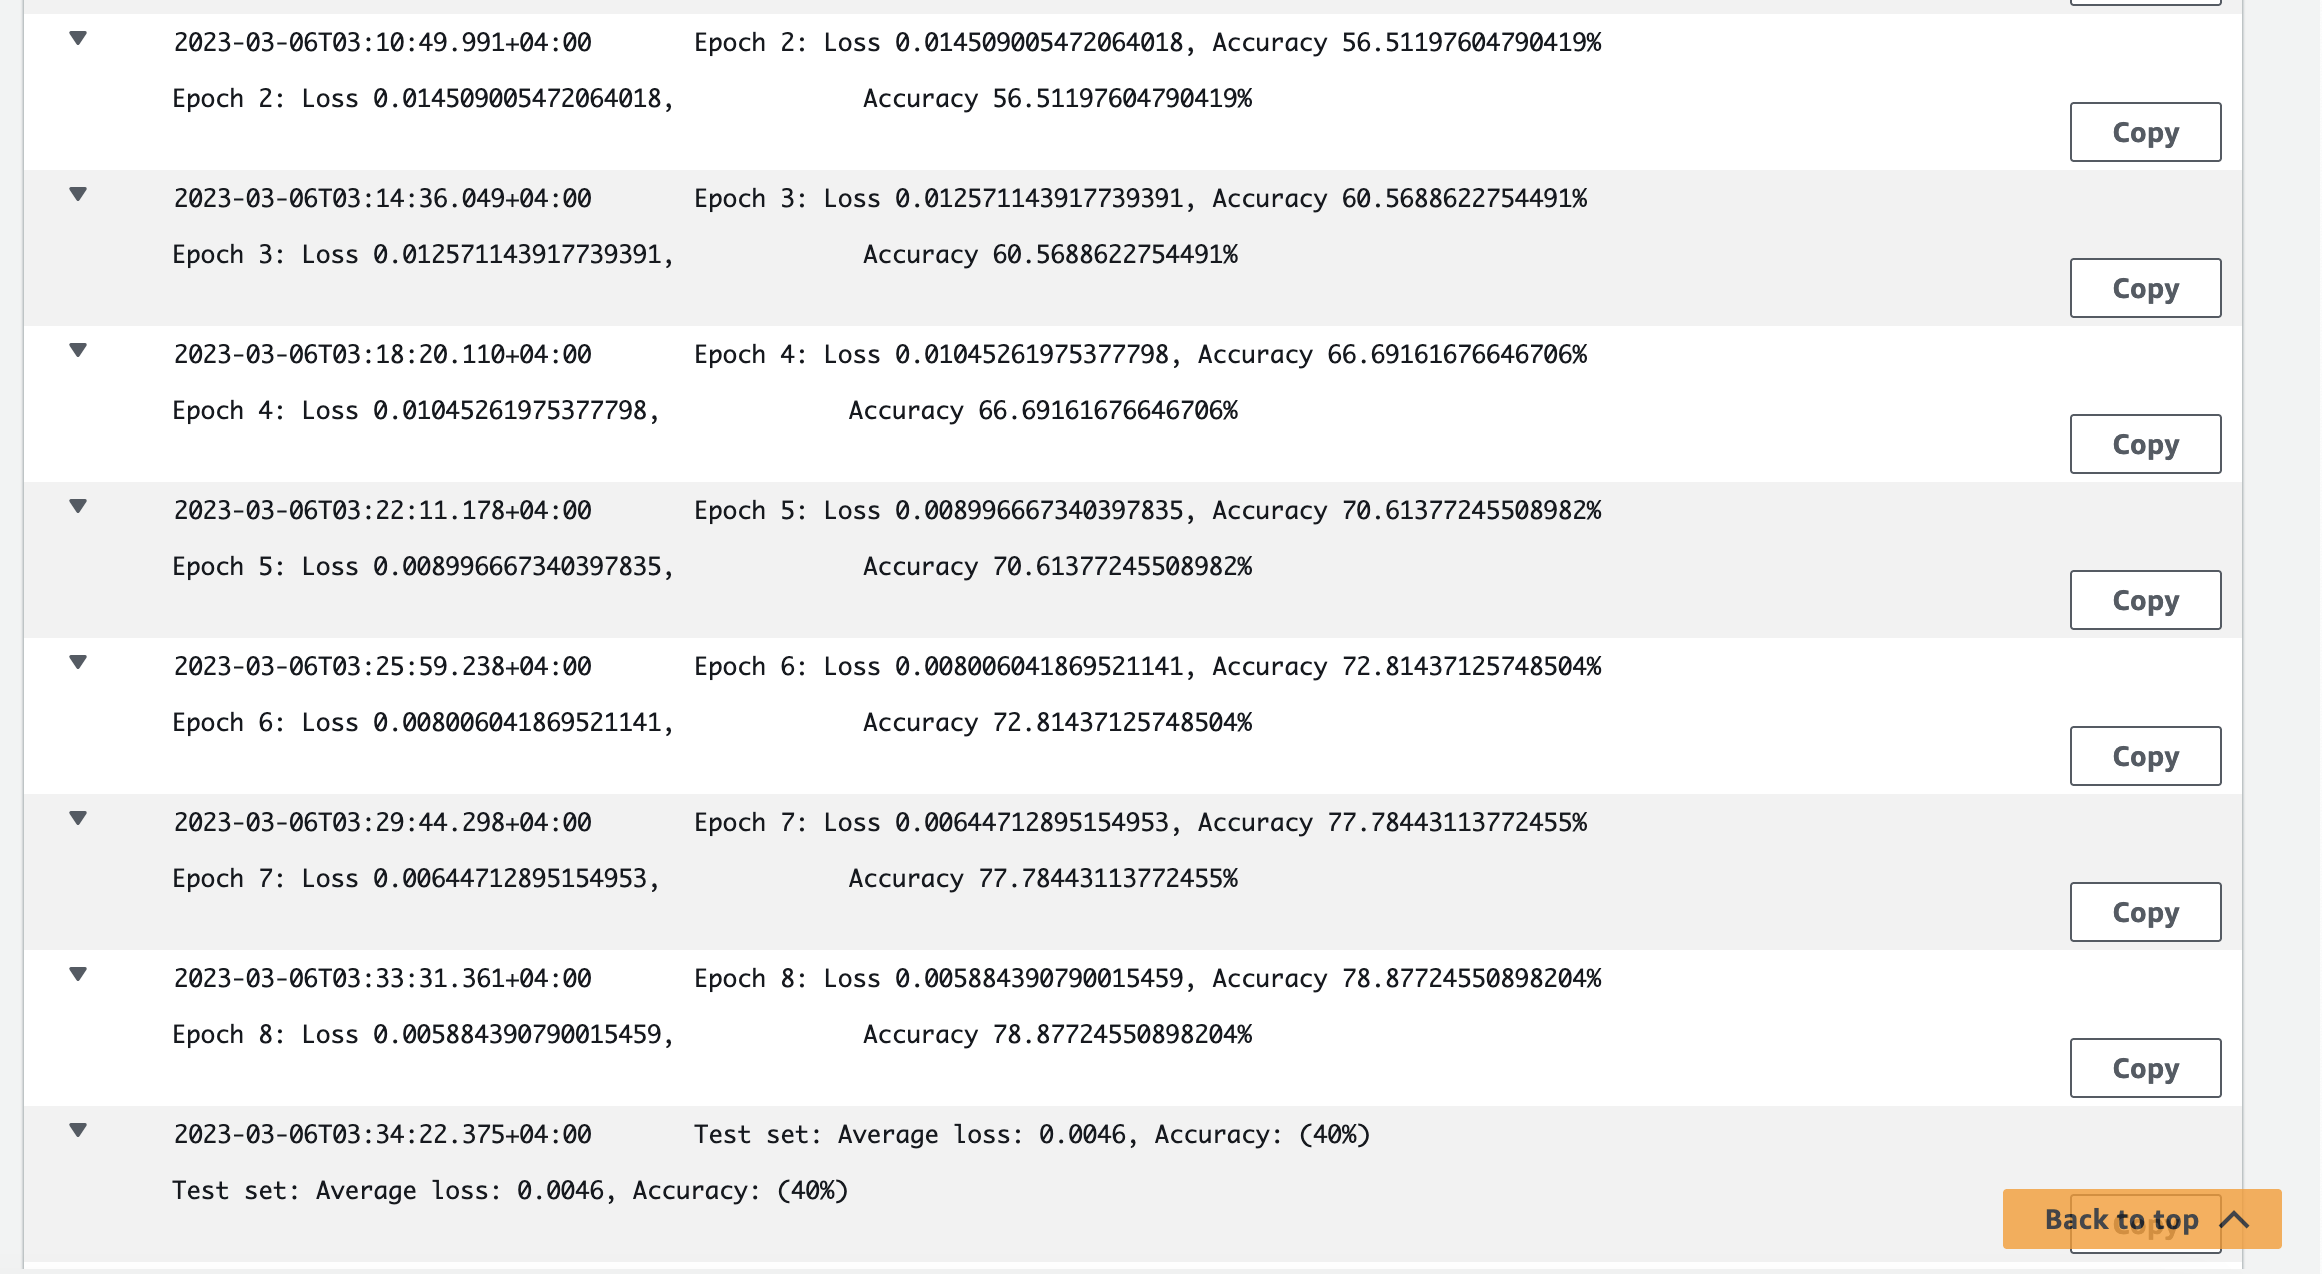 2023-03-06T03:10:49.991+04:00 Epoch 2: Loss 0.014509005472064018, Accuracy 56.51197604790419%
Epoch 2: Loss 0.014509005472064018, Accuracy 56.51197604790419%
Copy
2023-03-06T03:14:36.049+04:00 Epoch 3: Loss 0.012571143917739391, Accuracy 60.5688622754491%
Epoch 3: Loss 0.012571143917739391, Accuracy 60.5688622754491%
Copy
2023-03-06T03:18:20.110+04:00 Epoch 4: Loss 0.01045261975377798, Accuracy 66.69161676646706%
Epoch 4: Loss 0.01045261975377798, Accuracy 66.69161676646706%
Copy
2023-03-06T03:22:11.178+04:00 Epoch 5: Loss 0.008996667340397835, Accuracy 70.61377245508982%
Epoch 5: Loss 0.008996667340397835, Accuracy 70.61377245508982%
Copy
2023-03-06T03:25:59.238+04:00 Epoch 6: Loss 0.008006041869521141, Accuracy 72.81437125748504%
Epoch 6: Loss 0.008006041869521141, Accuracy 72.81437125748504%
Copy
2023-03-06T03:29:44.298+04:00 Epoch 7: Loss 0.00644712895154953, Accuracy 77.78443113772455%
Epoch 7: Loss 0.00644712895154953, Accuracy 77.78443113772455%
Copy
2023-03-06T03:33:31.361+04:00 Epoch 8: Loss 0.005884390790015459, Accuracy 78.87724550898204%
Epoch 8: Loss 0.005884390790015459, Accuracy 78.87724550898204%
Copy
2023-03-06T03:34:22.375+04:00 Test set: Average loss: 0.0046, Accuracy: (40%)
Test set: Average loss: 0.0046, Accuracy: (40%)
Back to top
Copy